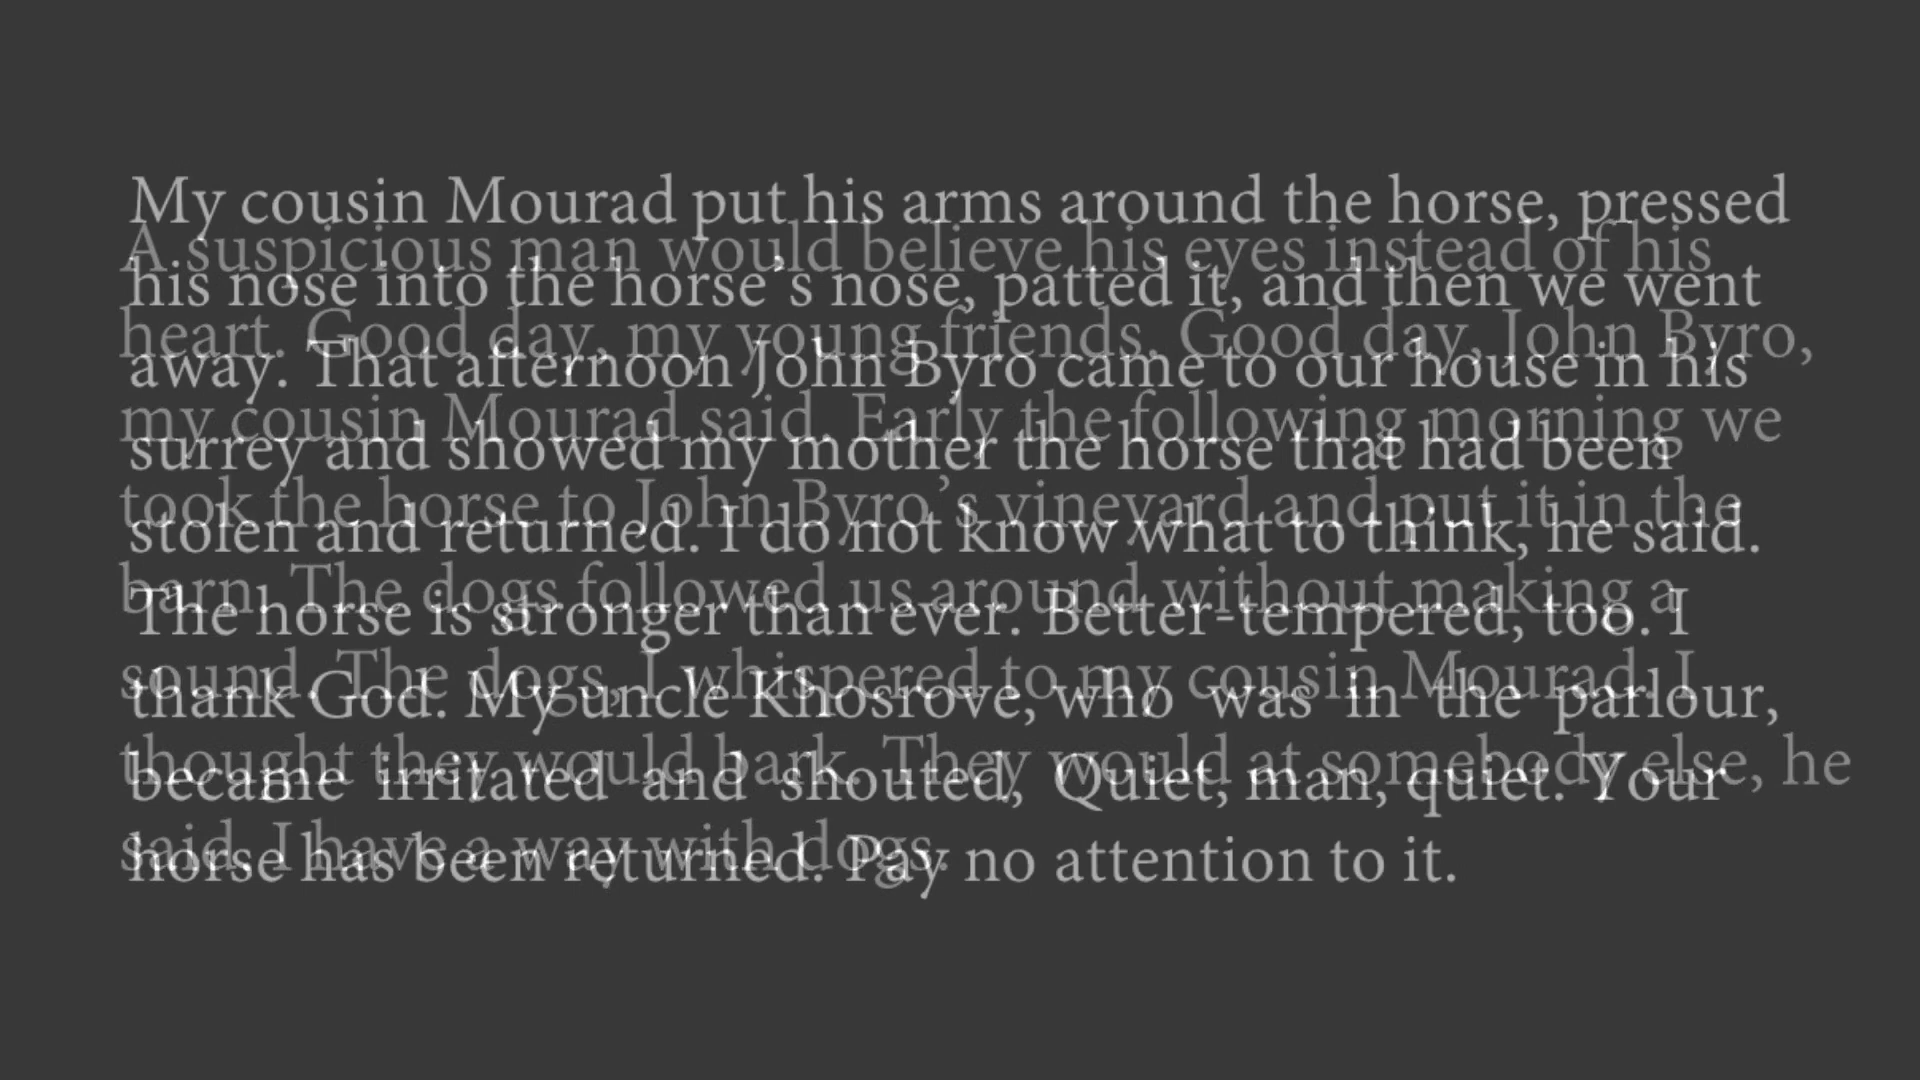 My cousin Mourad put his arms around the horse, pressed
his nose into the horse's nose, patted it, and then we went
away. That afternoon John Byro came to our house in his
surrey and showed my mother the horse that had been
stolen and returned. I do not know what to think, he said.
The horse is stronger than ever. Better-tempered, too. I
thank God. My uncle Khosrove, who was in the parlour,
became irritated and shouted, Quiet, man, quiet. Your
horse has been returned. Pay no attention to it.
A suspicious man would believe his eyes instead of his
heart. Good day, my young friends. Good day, John Byro,
my cousin Mourad said. Early the following morning we
took the horse to John Byro's vineyard and put it in the
barn. The dogs followed us around without making a
sound. The dogs, I whispered to my cousin Mourad. I
thought they would bark. They would at somebody else, he
said. I have a way with dogs.